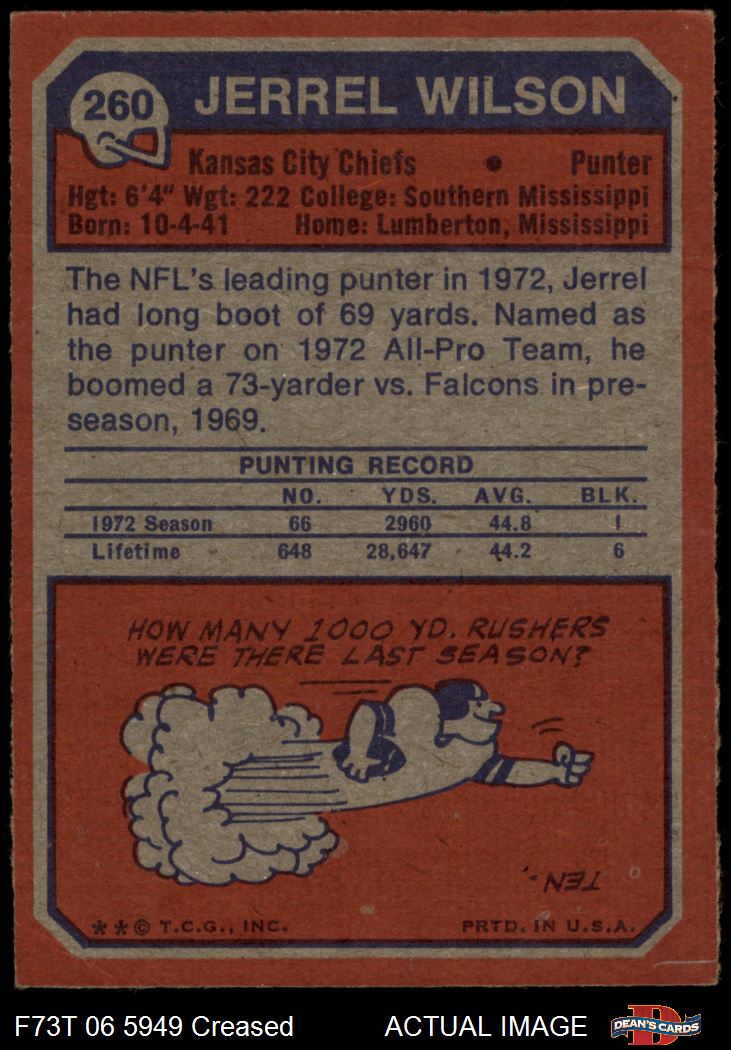 260 JERREL WILSON
Kansas City Chiefs • Punter
Hgt: 6'4" Wgt: 222 College: Southern Mississippi
Born: 10-4-41 Home: Lumberton, Mississippi
The NFL's leading punter in 1972, Jerrel
had long boot of 69 yards. Named as
the punter on 1972 All-Pro Team, he
boomed a 73-yarder vs. Falcons in pre-
season, 1969.
PUNTING RECORD
NO. YDS. AVG. BLK.
1972 Season 66 2960 44.8 1
Lifetime 648 28,647 44.2 6
HOW MANY 1000 YD. RUSHERS
WERE THERE LAST SEASON?
TEN.
**© T.C.G., INC. PRTD. IN U.S.A.
F73T 06 5949 Creased ACTUAL IMAGE DEAN'S CARDS